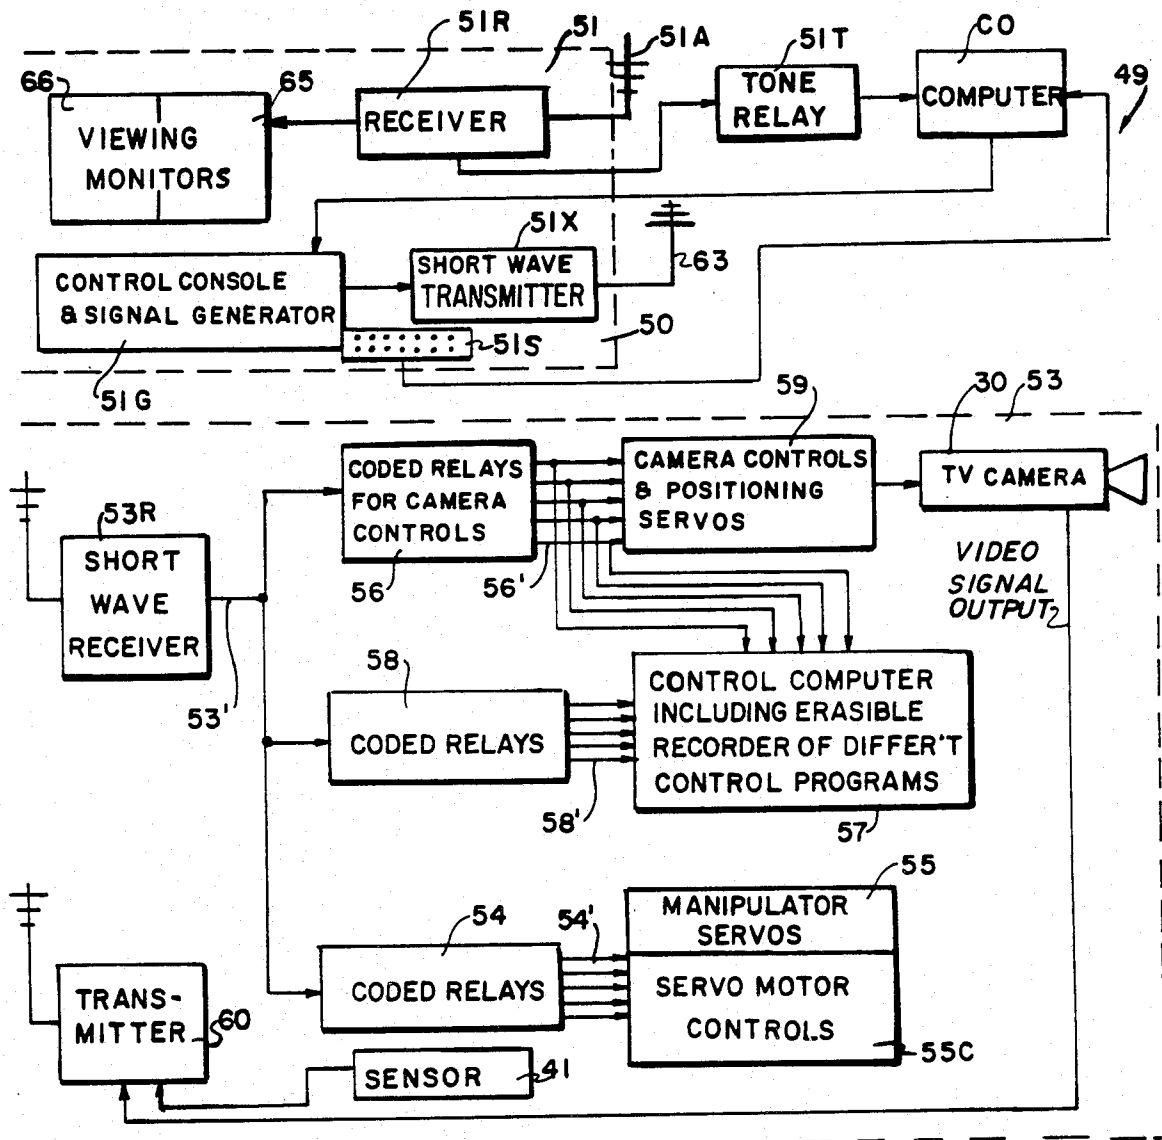 51R
51
51A
51T
CO
49
66
65
VIEWING
MONITORS
RECEIVER
TONE
RELAY
COMPUTER
51X
63
CONTROL CONSOLE
& SIGNAL GENERATOR
SHORT WAVE
TRANSMITTER
50
51S
51G
59
30
53
53R
SHORT
WAVE
RECEIVER
53'
CODED RELAYS
FOR CAMERA
CONTROLS
56
56'
CAMERA CONTROLS
& POSITIONING
SERVOS
TV CAMERA
VIDEO
SIGNAL
OUTPUT
58
CODED RELAYS
58'
CONTROL COMPUTER
INCLUDING ERASIBLE
RECORDER OF DIFFER'T
CONTROL PROGRAMS
57
54
CODED RELAYS
54'
55
MANIPULATOR
SERVOS
SERVO MOTOR
CONTROLS
55C
TRANS-
MITTER
60
SENSOR
41